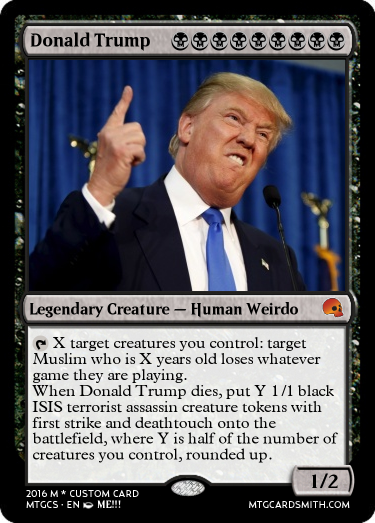 Donald Trump
Legendary Creature — Human Weirdo
X target creatures you control: target
Muslim who is X years old loses whatever
game they are playing.
When Donald Trump dies, put Y 1/1 black
ISIS terrorist assassin creature tokens with
first strike and deathtouch onto the
battlefield, where Y is half of the number of
creatures you control, rounded up.
1/2
2016 M * CUSTOM CARD
MTGCS · EN ME!!!
MTGCARDSMITH.COM